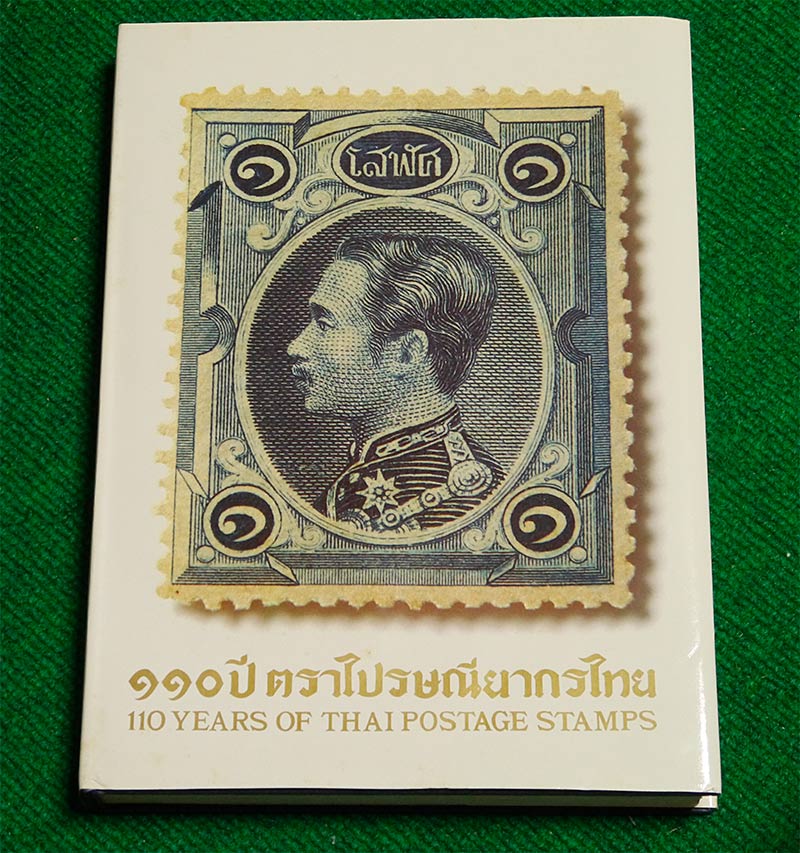 ๑ โสฬศ ๑
๑ ๑
๑๑๐ ปี ตราไปรษณียากรไทย
110 YEARS OF THAI POSTAGE STAMPS